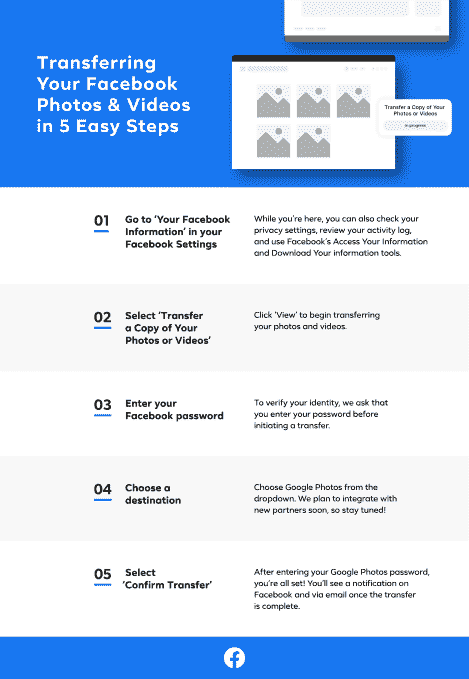 Transferring
Your Facebook
Photos & Videos
in 5 Easy Steps
Transfer a Copy of Your
Photos or Videos
In progress
01
Go to ‘Your Facebook
Information’ in your
Facebook Settings
While you’re here, you can also check your
privacy settings, review your activity log,
and use Facebook’s Access Your Information
and Download Your information tools.
02
Select ‘Transfer
a Copy of Your
Photos or Videos’
Click ‘View’ to begin transferring
your photos and videos.
03
Enter your
Facebook password
To verify your identity, we ask that
you enter your password before
initiating a transfer.
04
Choose a
destination
Choose Google Photos from the
dropdown. We plan to integrate with
new partners soon, so stay tuned!
05
Select
‘Confirm Transfer’
After entering your Google Photos password,
you’re all set! You’ll see a notification on
Facebook and via email once the transfer
is complete.